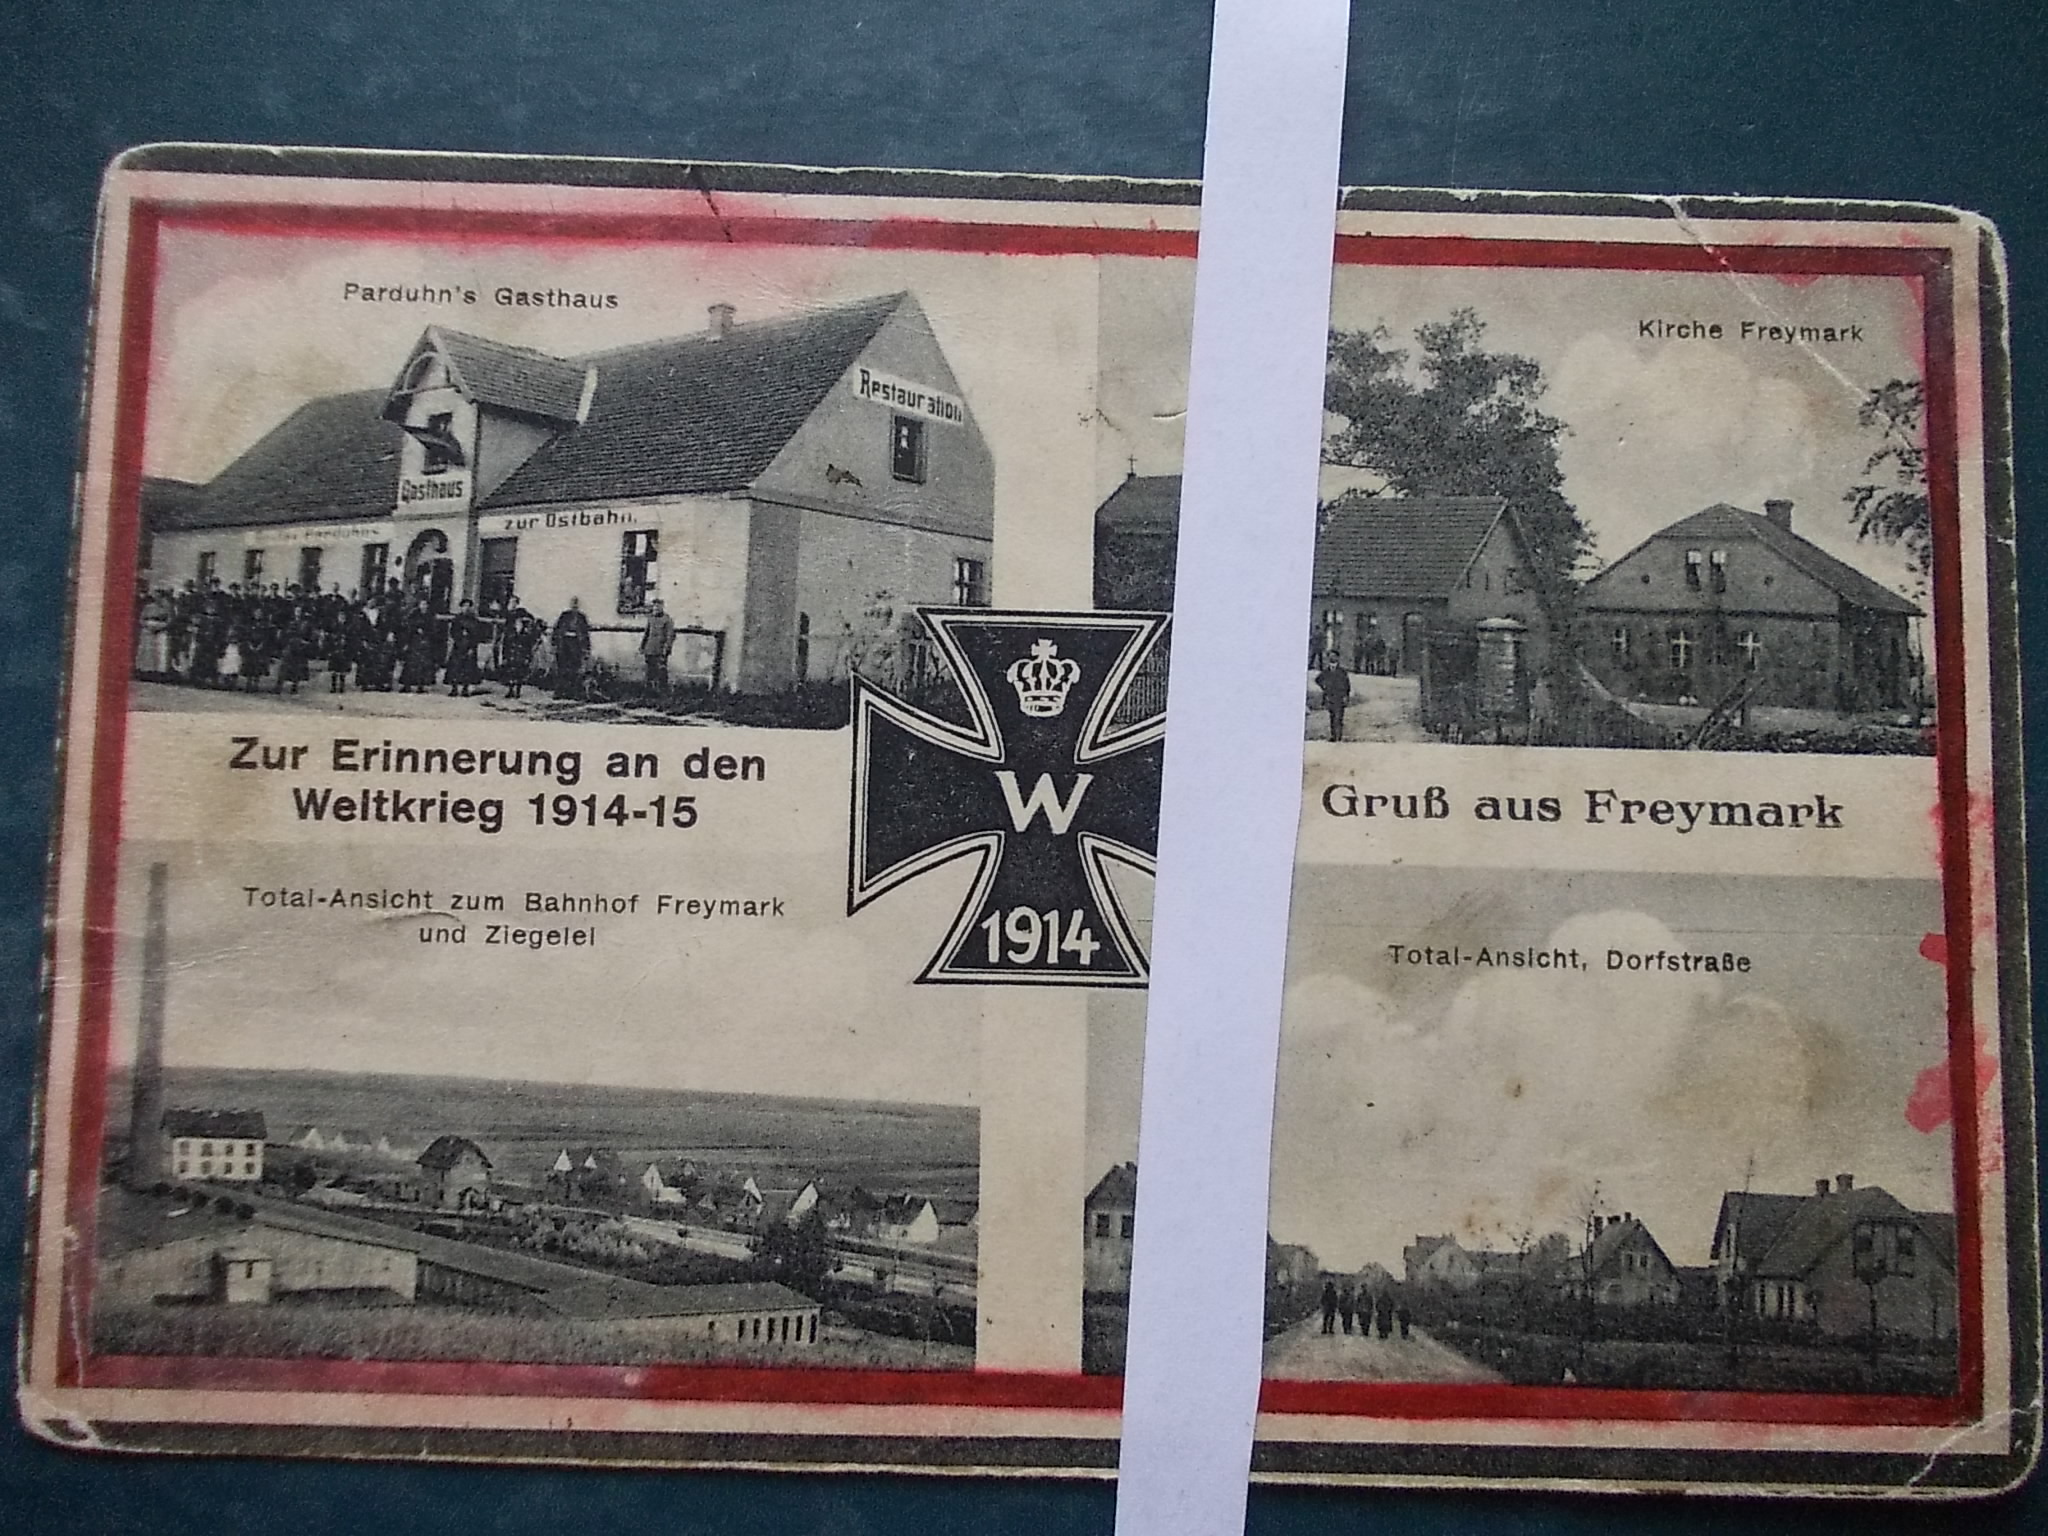 Parduhn's Gasthaus
Restauration
Gasthaus
zur Ostbahn.
Kirche Freymark
Zur Erinnerung an den
Weltkrieg 1914-15
W
1914
Gruß aus Freymark
Total-Ansicht zum Bahnhof Freymark
und Ziegelei
Total-Ansicht, Dorfstraße